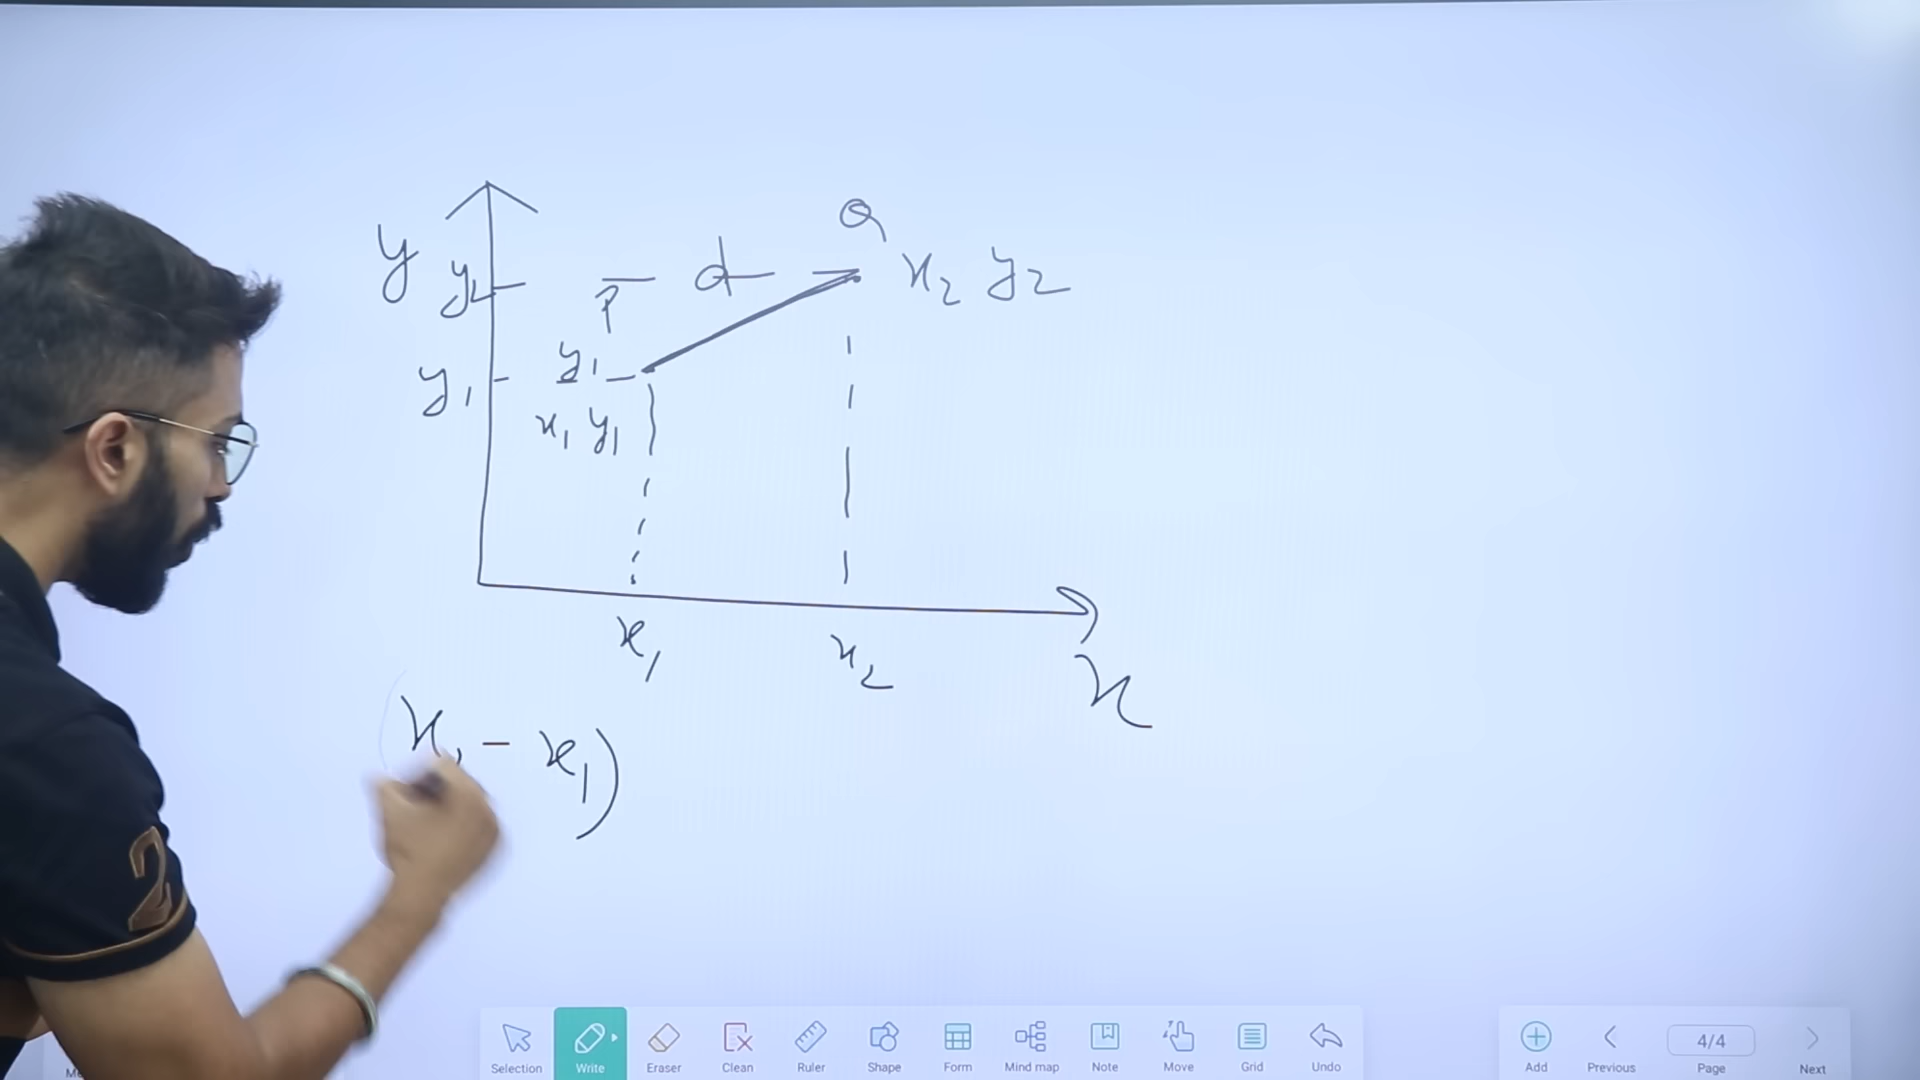 Q
y y2 P d x2 y2
y1 y1
x1 y1
x1 x2
x
(x - x1)
2
Selection Write Eraser Clean Ruler Shape Form Mind map Note Move Grid Undo
Add Previous 4/4 Page Next